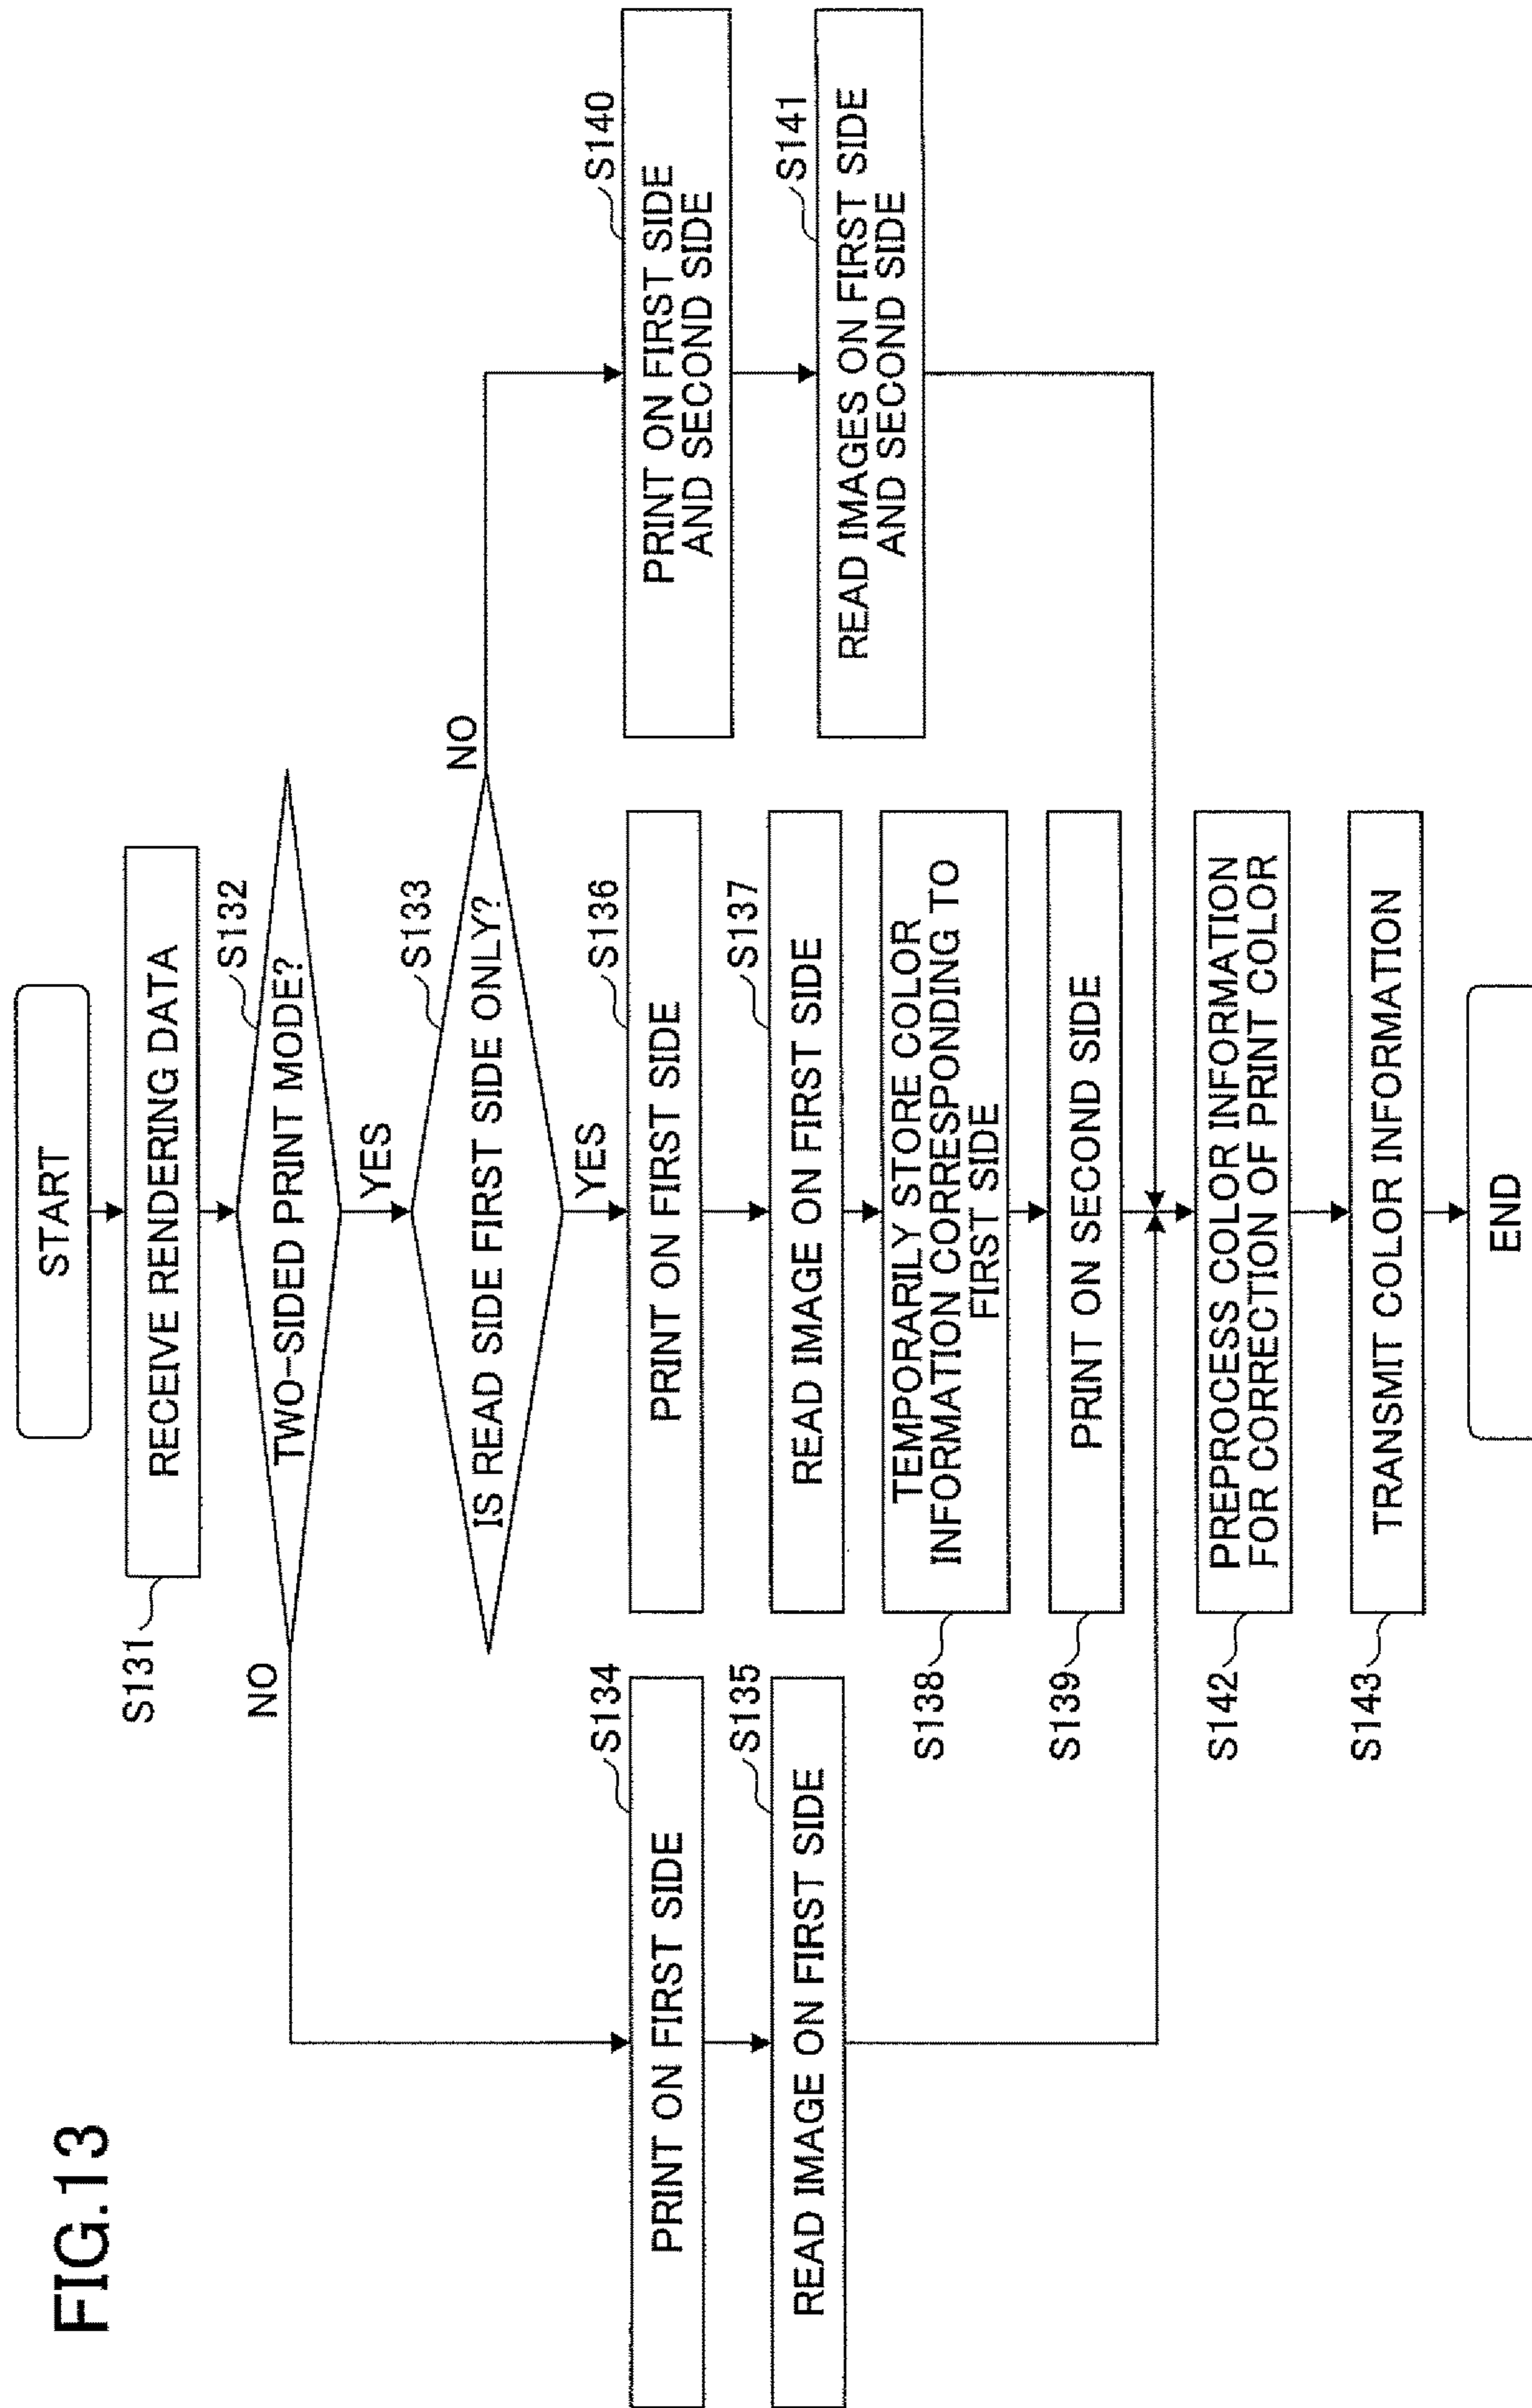 FIG.13
START
RECEIVE RENDERING DATA
S131
S132
TWO-SIDED PRINT MODE?
NO
YES
S133
IS READ SIDE FIRST SIDE ONLY?
NO
YES
S134
PRINT ON FIRST SIDE
S135
READ IMAGE ON FIRST SIDE
S136
PRINT ON FIRST SIDE
S137
READ IMAGE ON FIRST SIDE
TEMPORARILY STORE COLOR
INFORMATION CORRESPONDING TO
FIRST SIDE
S138
PRINT ON SECOND SIDE
S139
S140
PRINT ON FIRST SIDE
AND SECOND SIDE
S141
READ IMAGES ON FIRST SIDE
AND SECOND SIDE
PREPROCESS COLOR INFORMATION
FOR CORRECTION OF PRINT COLOR
S142
TRANSMIT COLOR INFORMATION
S143
END